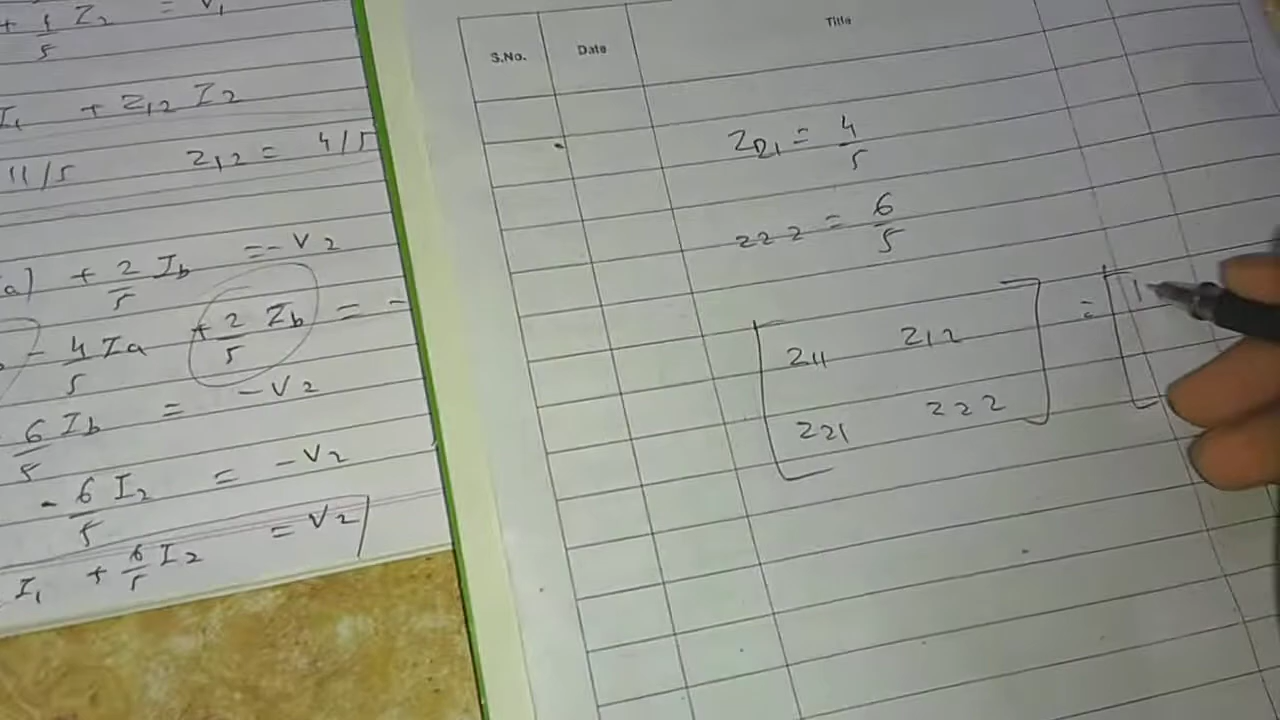 + 1/5 I2 = V1
I1 + Z12 I2
11/5 Z12 = 4/5
a) + 2/5 Ib = - V2
- 4/5 Ia + 2/5 Ib = -
6/5 Ib = - V2
- 6/5 I2 = - V2
I1 + 6/5 I2 = V2
S.No. Date Title
Z21 = 4/5
Z22 = 6/5
[ Z11 Z12 ] = [ 1
Z21 Z22